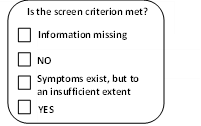 Is the screen criterion met?
Information missing
NO
Symptoms exist, but to
an insufficient extent
YES